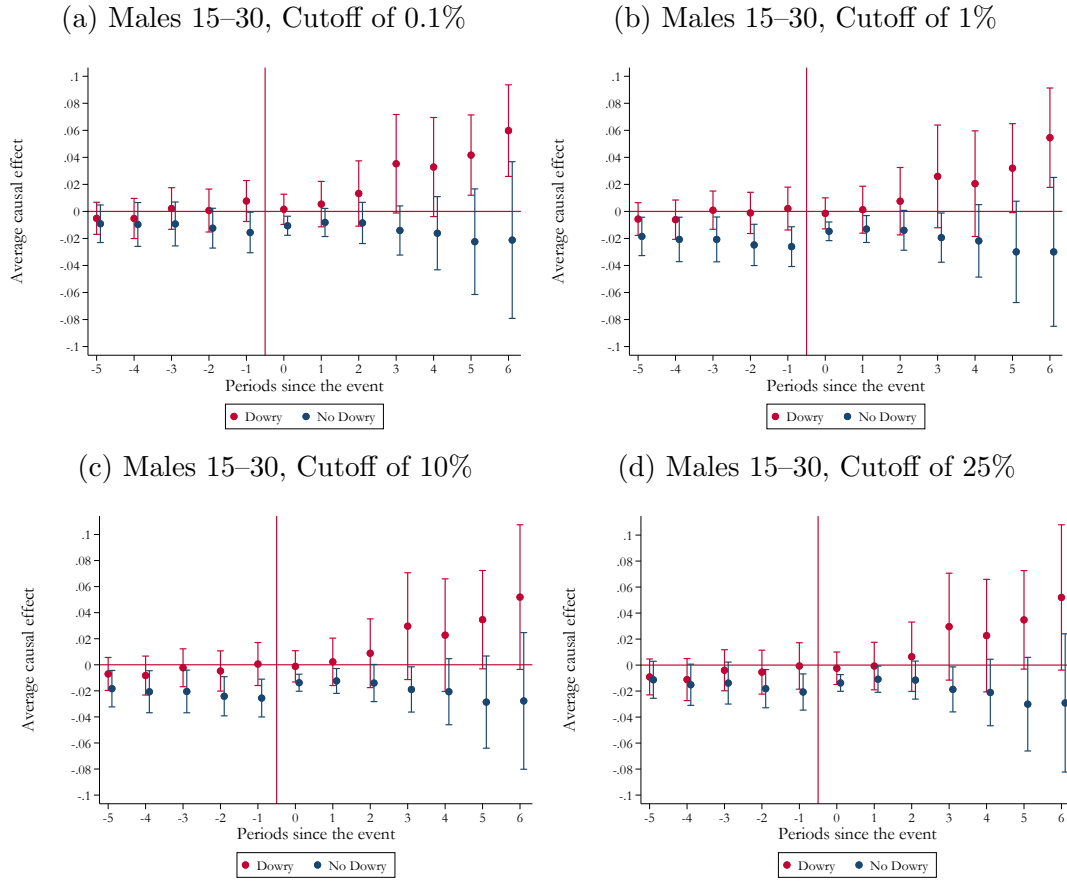 (a) Males 15–30, Cutoff of 0.1%
Average causal effect
.1
.08
.06
.04
.02
0
-.02
-.04
-.06
-.08
-.1
-5 -4 -3 -2 -1 0 1 2 3 4 5 6
Periods since the event
Dowry No Dowry
(b) Males 15–30, Cutoff of 1%
Average causal effect
.1
.08
.06
.04
.02
0
-.02
-.04
-.06
-.08
-.1
-5 -4 -3 -2 -1 0 1 2 3 4 5 6
Periods since the event
Dowry No Dowry
(c) Males 15–30, Cutoff of 10%
Average causal effect
.1
.08
.06
.04
.02
0
-.02
-.04
-.06
-.08
-.1
-5 -4 -3 -2 -1 0 1 2 3 4 5 6
Periods since the event
Dowry No Dowry
(d) Males 15–30, Cutoff of 25%
Average causal effect
.1
.08
.06
.04
.02
0
-.02
-.04
-.06
-.08
-.1
-5 -4 -3 -2 -1 0 1 2 3 4 5 6
Periods since the event
Dowry No Dowry